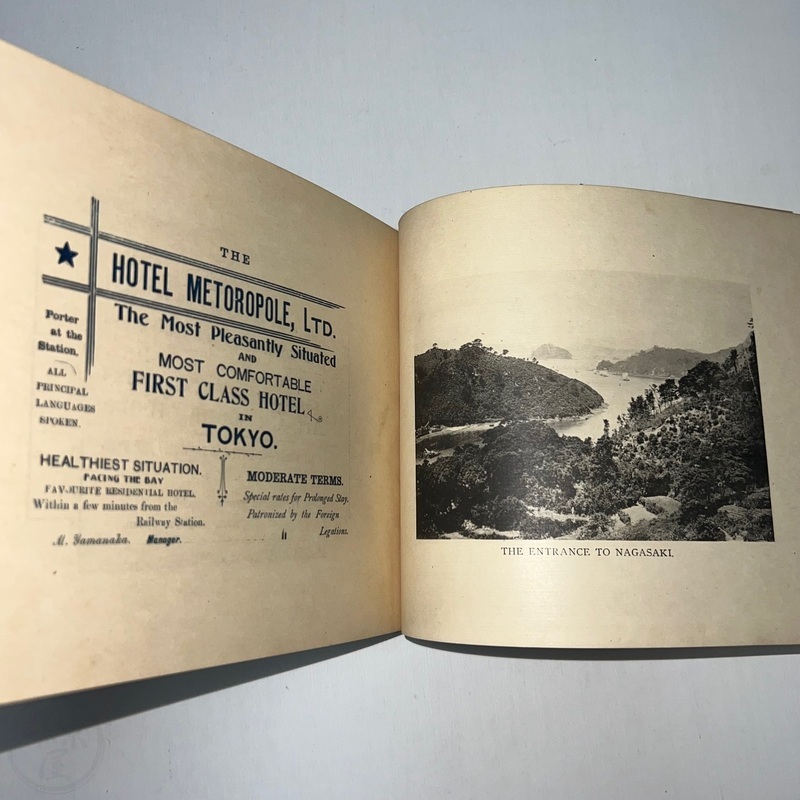 THE
HOTEL METOROPOLE, LTD.
The Most Pleasantly Situated
AND
MOST COMFORTABLE
FIRST CLASS HOTEL
IN
TOKYO.
Porter
at the
Station.
ALL
PRINCIPAL
LANGUAGES
SPOKEN.
HEALTHIEST SITUATION.
FACING THE BAY
FAVOURITE RESIDENTIAL HOTEL.
Within a few minutes from the
Railway Station.
M. Yamanaka. Manager.
MODERATE TERMS.
Special rates for Prolonged Stay.
Patronized by the Foreign
Legations.
THE ENTRANCE TO NAGASAKI.